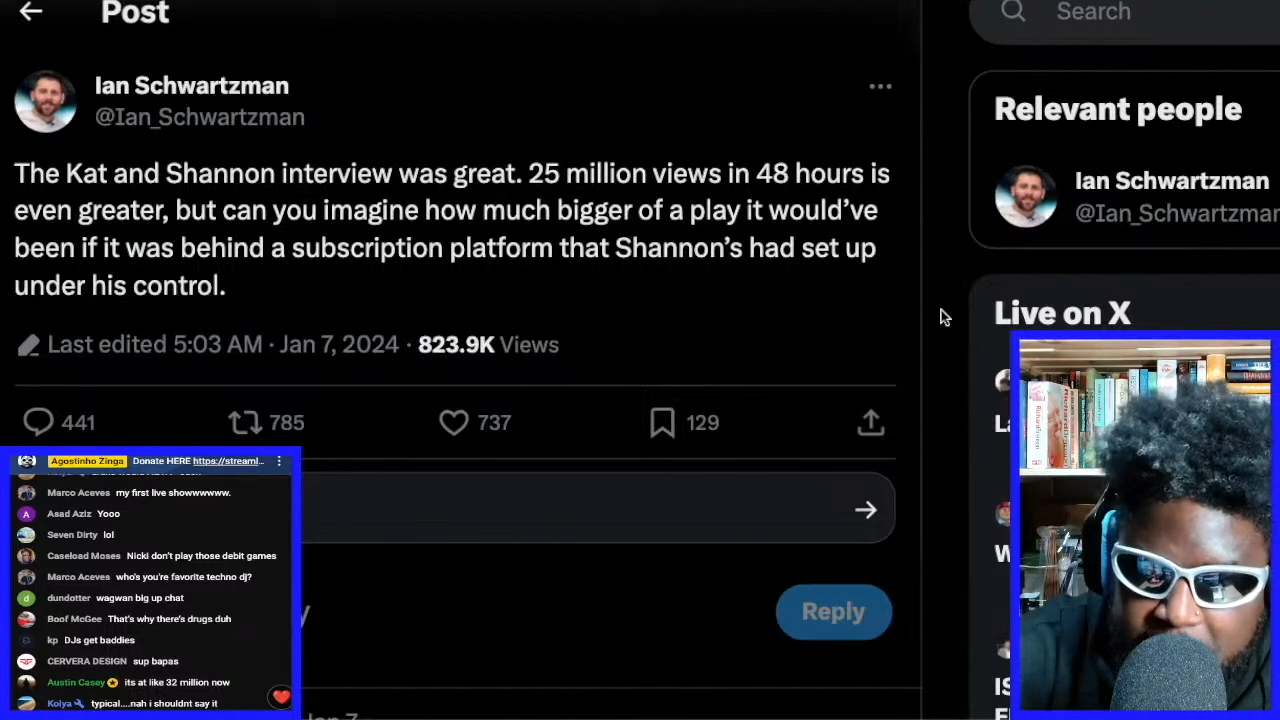 Post
Search
Ian Schwartzman
@Ian_Schwartzman
The Kat and Shannon interview was great. 25 million views in 48 hours is
even greater, but can you imagine how much bigger of a play it would've
been if it was behind a subscription platform that Shannon's had set up
under his control.
Last edited 5:03 AM · Jan 7, 2024 · 823.9K Views
441 785 737 129
Reply
Relevant people
Ian Schwartzman
@Ian_Schwartzman
Live on X
Agostinho Zinga Donate HERE https://streaml...
Marco Aceves my first live showwwwww.
Asad Aziz Yooo
Seven Dirty lol
Caseload Moses Nicki don't play those debit games
Marco Aceves who's you're favorite techno dj?
dundotter wagwan big up chat
Boof McGee That's why there's drugs duh
kp DJs get baddies
CERVERA DESIGN sup bapas
Austin Casey its at like 32 million now
Kolya typical....nah i shouldnt say it